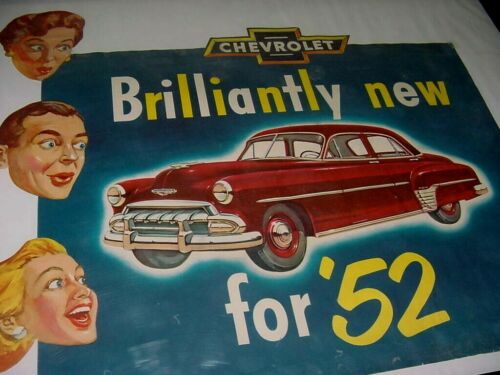 CHEVROLET
Brilliantly new
for '52